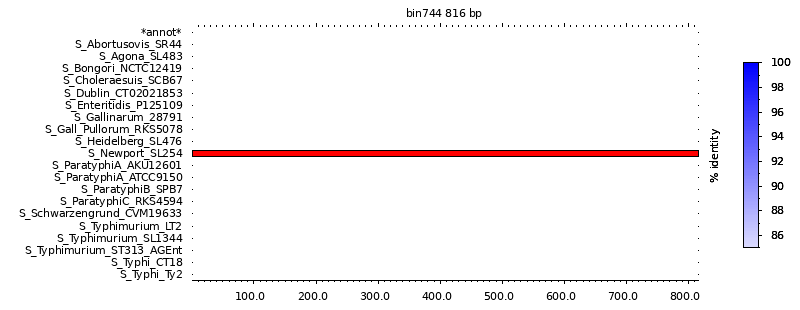 bin744 816 bp
*annot*
S_Abortusovis_SR44
S_Agona_SL483
S_Bongori_NCTC12419
S_Choleraesuis_SCB67
S_Dublin_CT02021853
S_Enteritidis_P125109
S_Gallinarum_28791
S_Gall_Pullorum_RKS5078
S_Heidelberg_SL476
S_Newport_SL254
S_ParatyphiA_AKU12601
S_ParatyphiA_ATCC9150
S_ParatyphiB_SPB7
S_ParatyphiC_RKS4594
S_Schwarzengrund_CVM19633
S_Typhimurium_LT2
S_Typhimurium_SL1344
S_Typhimurium_ST313_AGEnt
S_Typhi_CT18
S_Typhi_Ty2
100.0 200.0 300.0 400.0 500.0 600.0 700.0 800.0
% identity
100
98
96
94
92
90
88
86